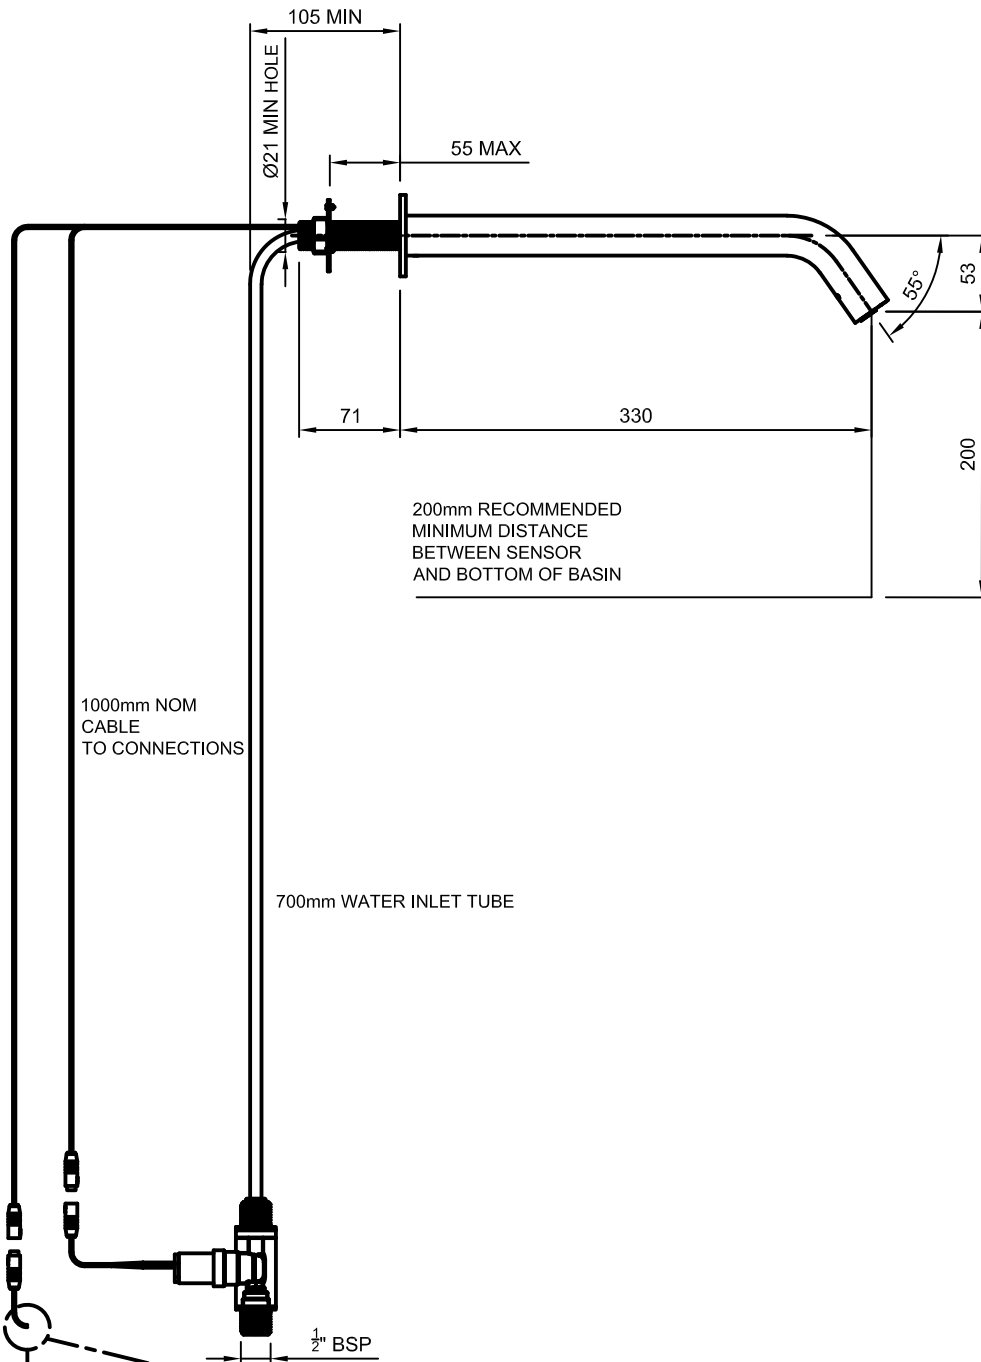 105 MIN
Ø21 MIN HOLE
55 MAX
55°
53
71
330
200
200mm RECOMMENDED
MINIMUM DISTANCE
BETWEEN SENSOR
AND BOTTOM OF BASIN
1000mm NOM
CABLE
TO CONNECTIONS
700mm WATER INLET TUBE
½" BSP